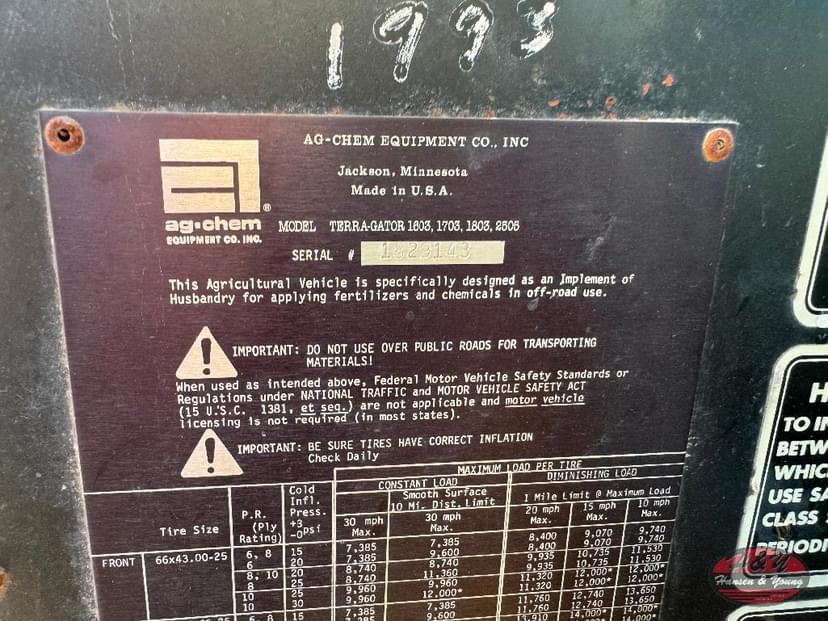 1993
AG-CHEM EQUIPMENT CO., INC
Jackson, Minnesota
Made in U.S.A.
ag•chem ®
EQUIPMENT CO. INC.
MODEL TERRA-GATOR 1603, 1703, 1803, 2505
SERIAL # 1823143
This Agricultural Vehicle is specifically designed as an Implement of
Husbandry for applying fertilizers and chemicals in off-road use.
IMPORTANT: DO NOT USE OVER PUBLIC ROADS FOR TRANSPORTING
MATERIALS!
When used as intended above, Federal Motor Vehicle Safety Standards or
Regulations under NATIONAL TRAFFIC and MOTOR VEHICLE SAFETY ACT
(15 U.S.C. 1381, et seq.) are not applicable and motor vehicle
licensing is not required (in most states).
IMPORTANT: BE SURE TIRES HAVE CORRECT INFLATION
Check Daily
MAXIMUM LOAD PER TIRE
CONSTANT LOAD DIMINISHING LOAD
Tire Size P.R. (Ply Rating) Cold Infl. Press. +3 -0 psi
Smooth Surface
10 Mi. Dist. Limit 1 Mile Limit @ Maximum Load
30 mph Max. 30 mph Max. 20 mph Max. 15 mph Max. 10 mph Max.
FRONT 66x43.00-25
6, 8 15 7,385 7,385 8,400 9,070 9,740
6 20 7,385 9,600 8,400 9,070 9,740
8, 10 20 8,740 9,600 9,935 10,735 11,530
8 25 8,740 11,360 9,935 10,735 11,530
10 25 9,960 9,960 11,320 12,000* 12,000*
10 30 9,960 12,000* 11,320 12,000* 12,000*
7,385 7,385 11,760 12,740 13,650
6, 8 15 11,760 12,740 13,650
9,600 13,910 14,000* 14,000*
TO IN
BETW
WHICH
USE SA
CLASS
PERIODI
H&Y
Hansen & Young